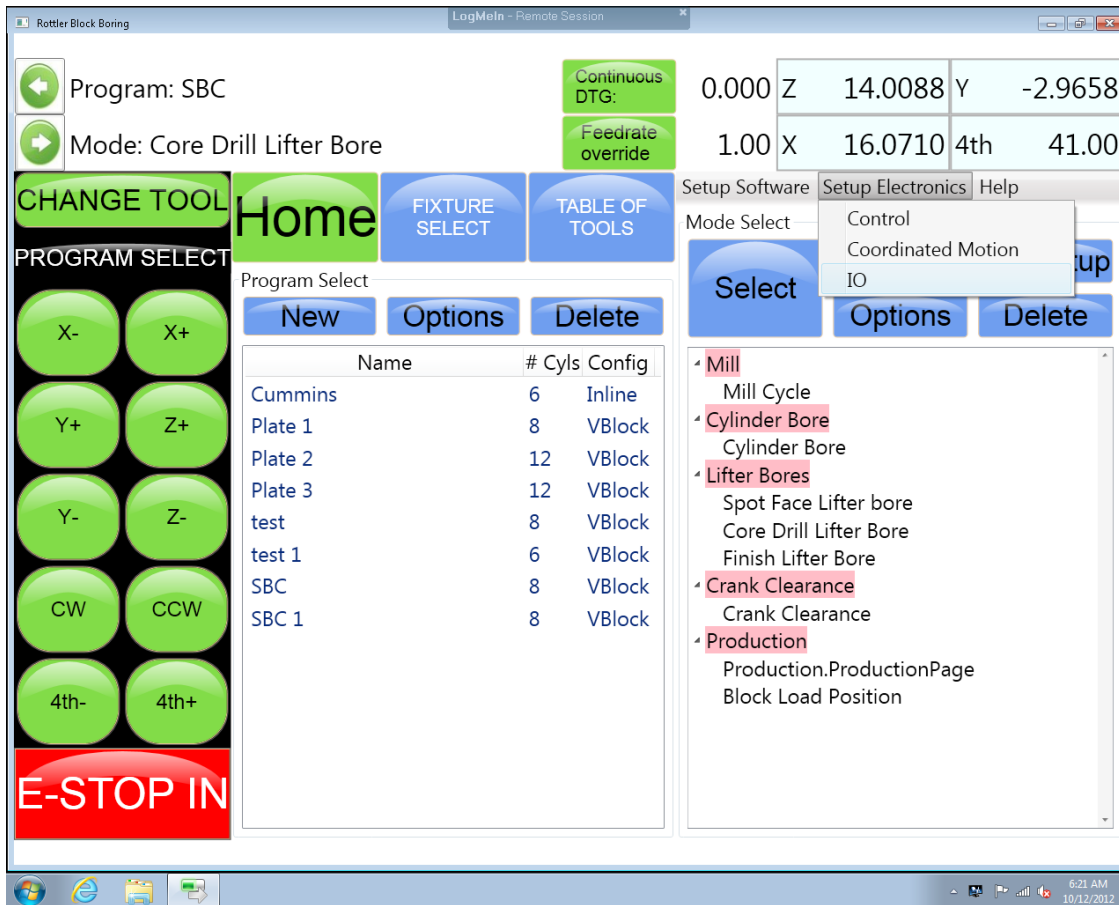 LogMeIn - Remote Session
Rottler Block Boring
Program: SBC
Continuous DTG:
0.000 Z 14.0088 Y -2.9658
Mode: Core Drill Lifter Bore
Feedrate override
1.00 X 16.0710 4th 41.00
CHANGE TOOL
Home
FIXTURE SELECT
TABLE OF TOOLS
Setup Software Setup Electronics Help
Control
Coordinated Motion
IO
PROGRAM SELECT
X- X+
Y+ Z+
Y- Z-
CW CCW
4th- 4th+
E-STOP IN
Program Select
New Options Delete
Name # Cyls Config
Cummins 6 Inline
Plate 1 8 VBlock
Plate 2 12 VBlock
Plate 3 12 VBlock
test 8 VBlock
test 1 6 VBlock
SBC 8 VBlock
SBC 1 8 VBlock
Mode Select
Select
up
Options Delete
Mill
Mill Cycle
Cylinder Bore
Cylinder Bore
Lifter Bores
Spot Face Lifter bore
Core Drill Lifter Bore
Finish Lifter Bore
Crank Clearance
Crank Clearance
Production
Production.ProductionPage
Block Load Position
6:21 AM
10/12/2012